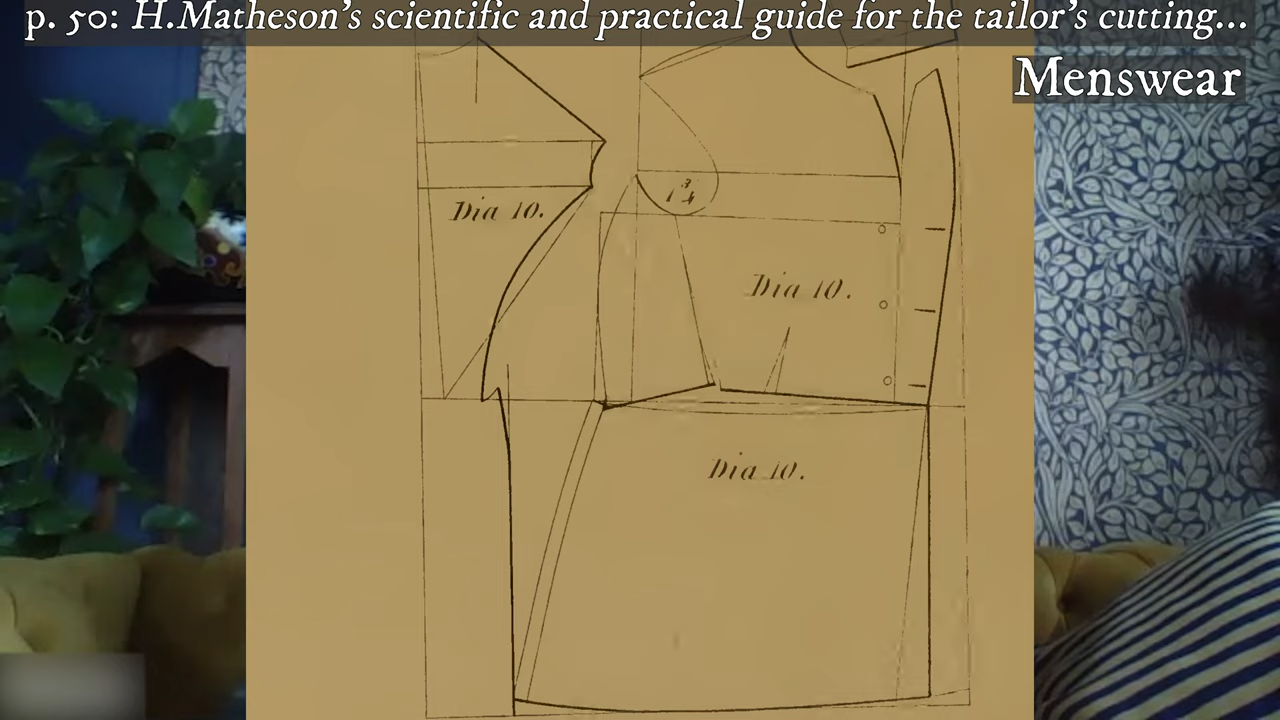 p. 50: H.Matheson's scientific and practical guide for the tailor's cutting...
Menswear
1 3/4
Dia 10.
Dia 10.
Dia 10.